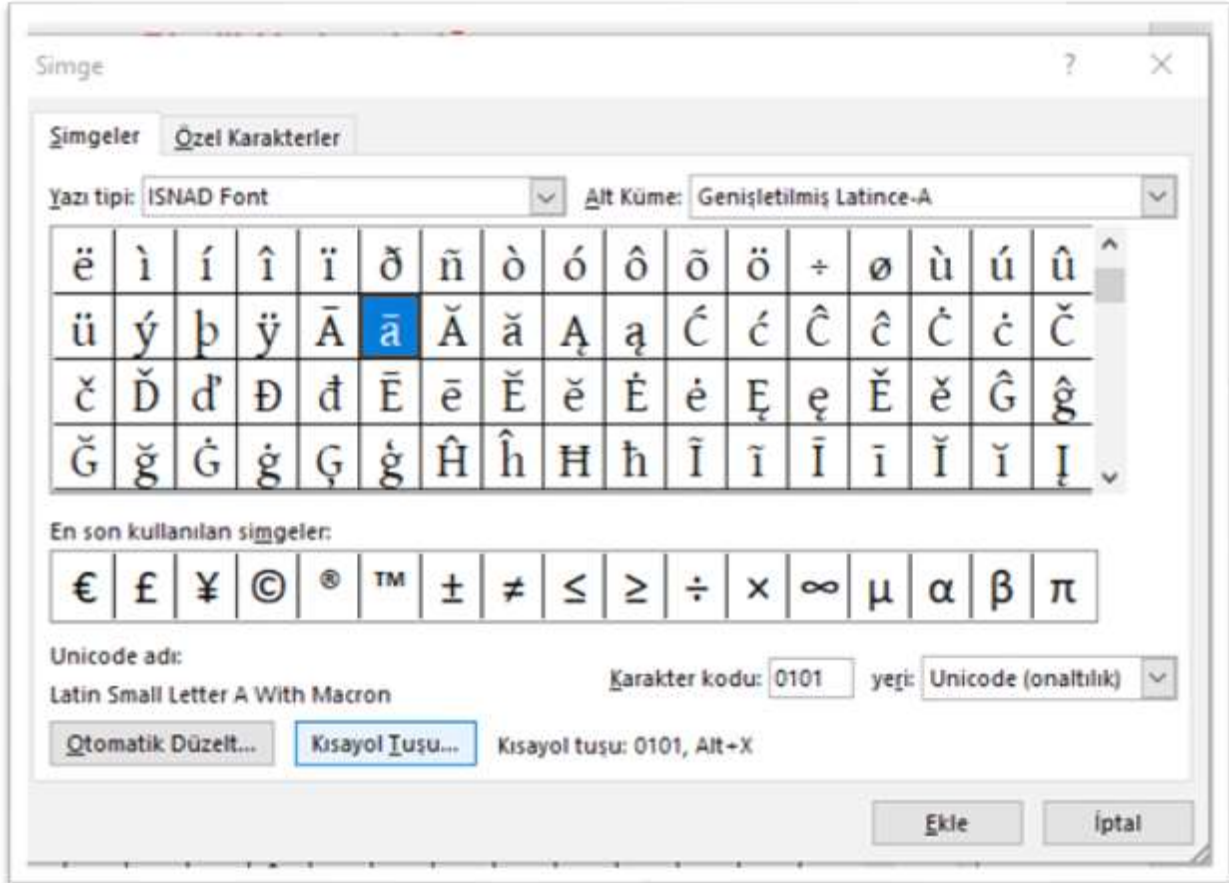 Simge ?
Simgeler Özel Karakterler
Yazı tipi: ISNAD Font Alt Küme: Genişletilmiş Latince-A
ë ì í î ï ð ñ ò ó ô õ ö ÷ ø ù ú û
ü ý þ ÿ Ā ā Ă ă Ą ą Ć ć Ĉ ĉ Ċ ċ Č
č Ď ď Đ đ Ē ē Ĕ ĕ Ė ė Ę ę Ě ě Ĝ ĝ
Ğ ğ Ġ ġ Ģ ģ Ĥ ĥ Ħ ħ Ĩ ĩ Ī ī Ĭ ĭ Į
En son kullanılan simgeler:
€ £ ¥ © ® ™ ± ≠ ≤ ≥ ÷ × ∞ µ α β π
Unicode adı:
Latin Small Letter A With Macron
Karakter kodu: 0101 yeri: Unicode (onaltılık)
Otomatik Düzelt... Kısayol Tuşu... Kısayol tuşu: 0101, Alt+X
Ekle İptal